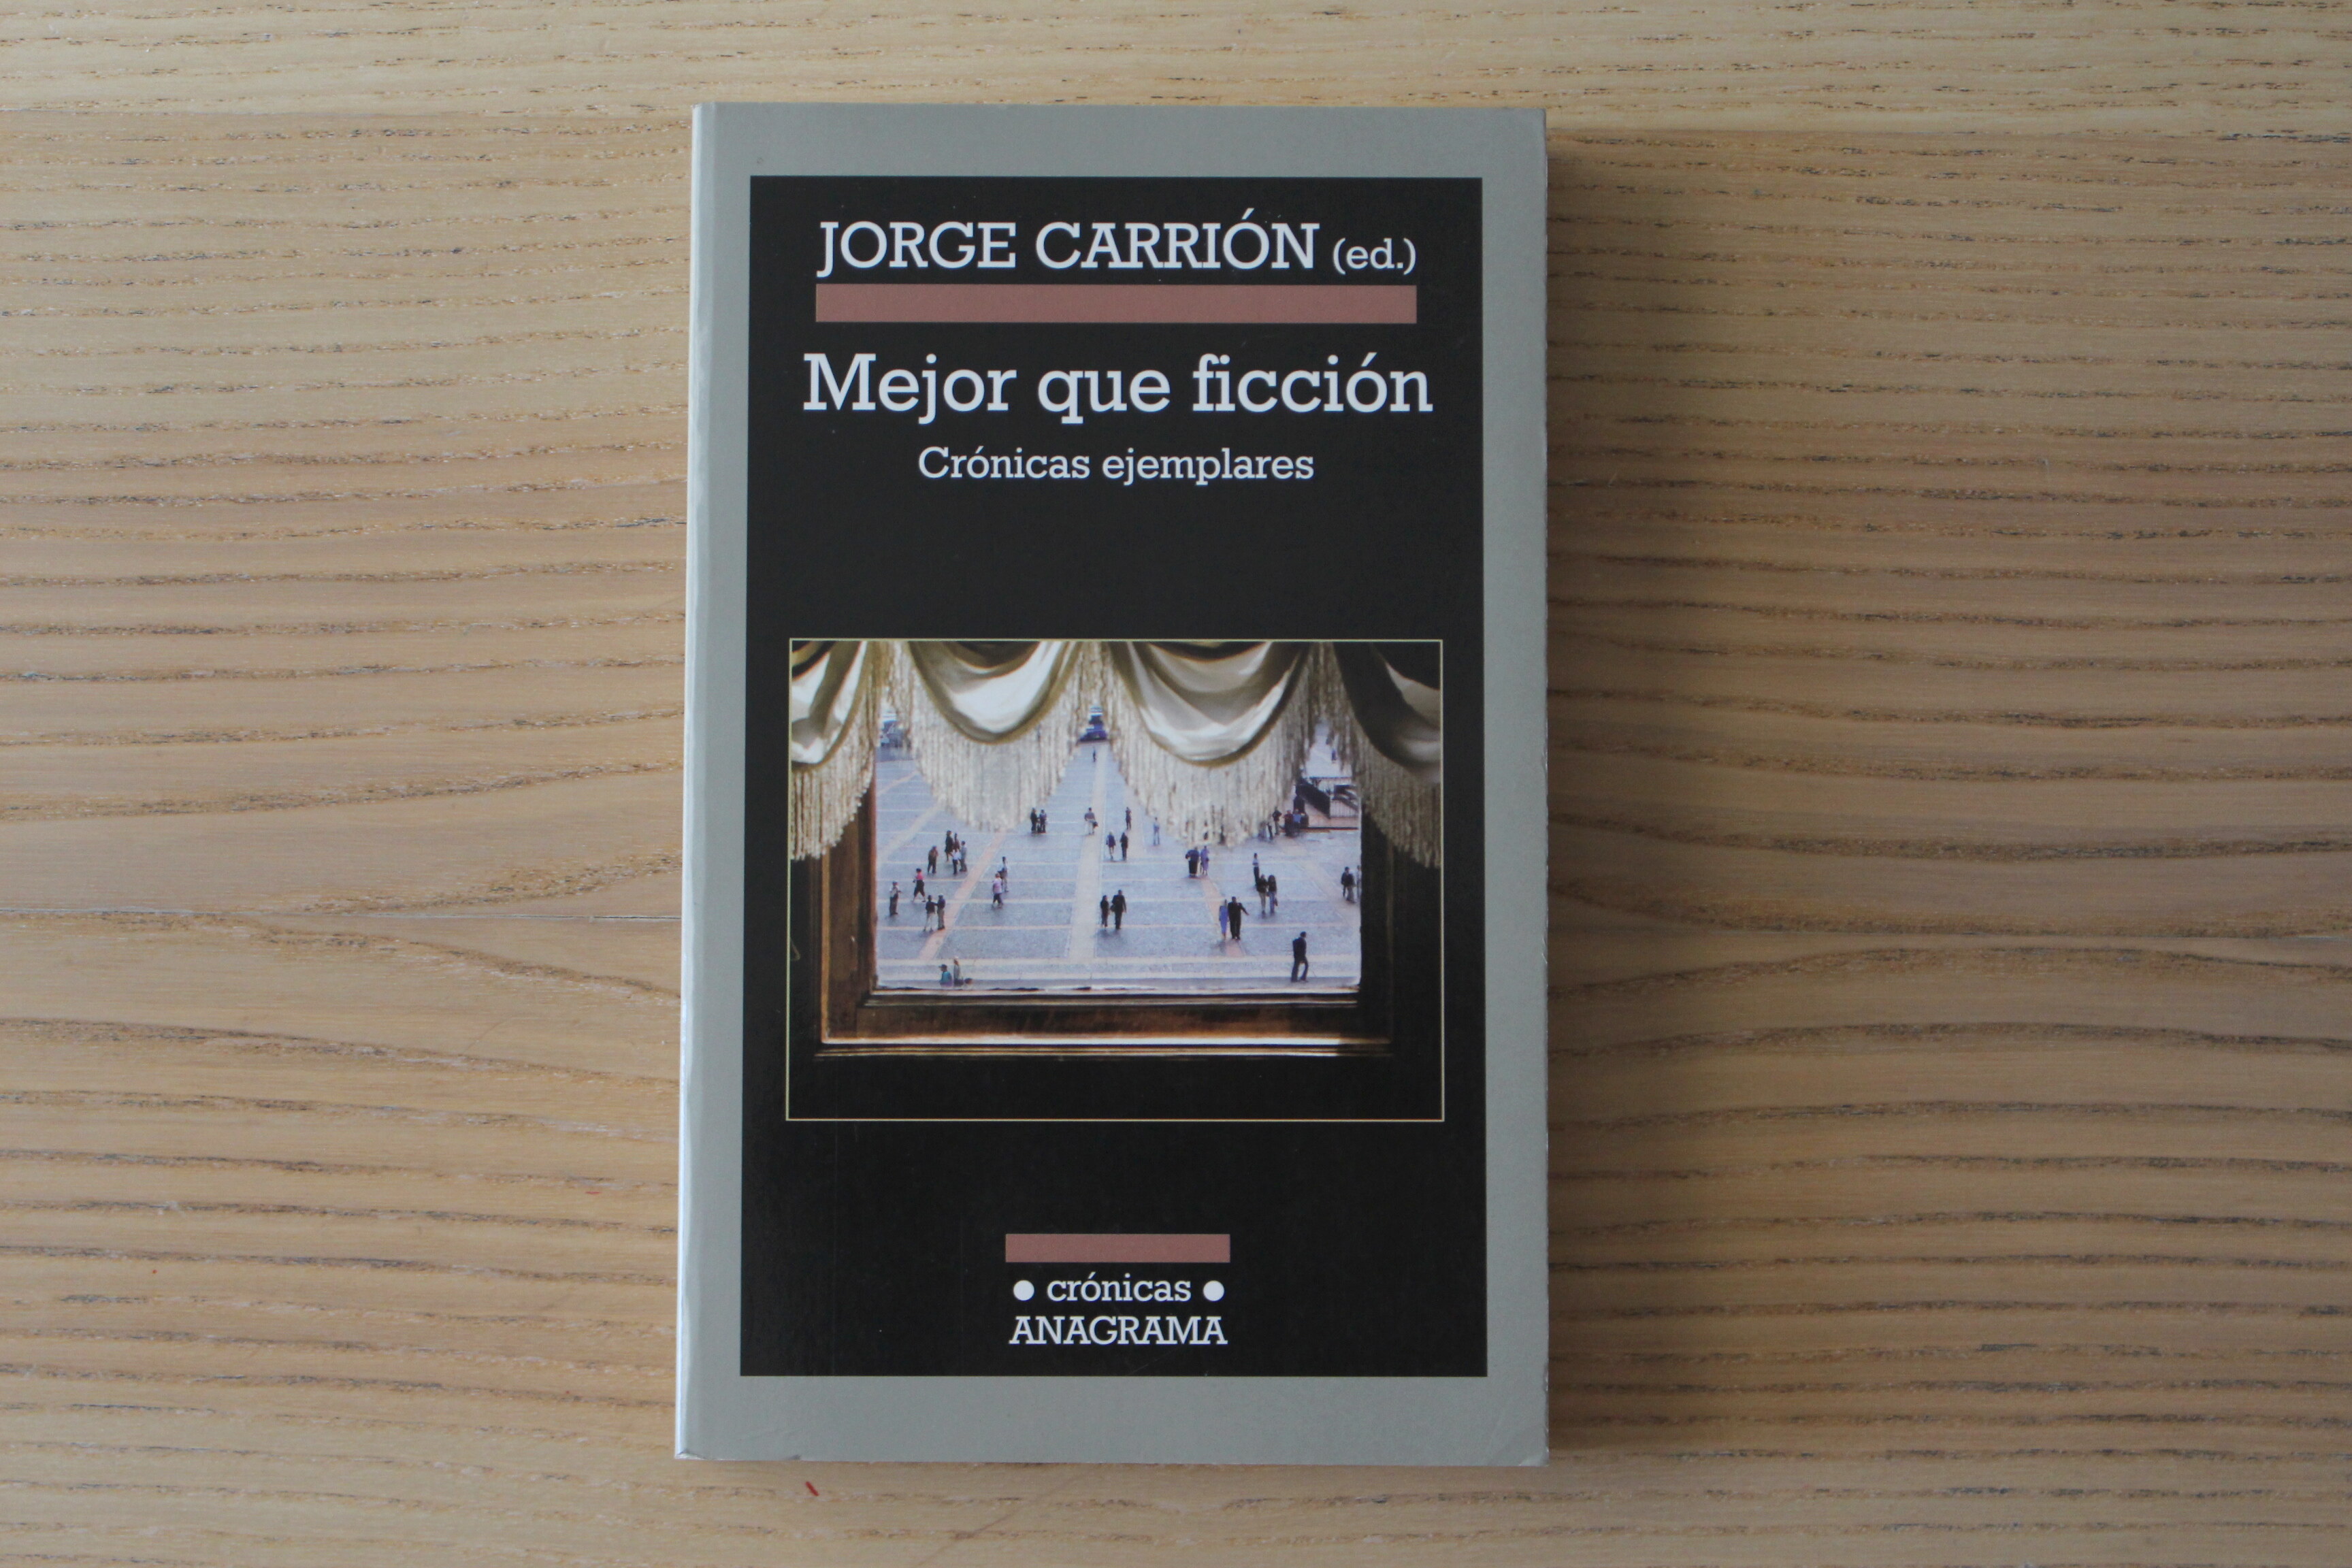 JORGE CARRIÓN (ed.)
Mejor que ficción
Crónicas ejemplares
• crónicas •
ANAGRAMA